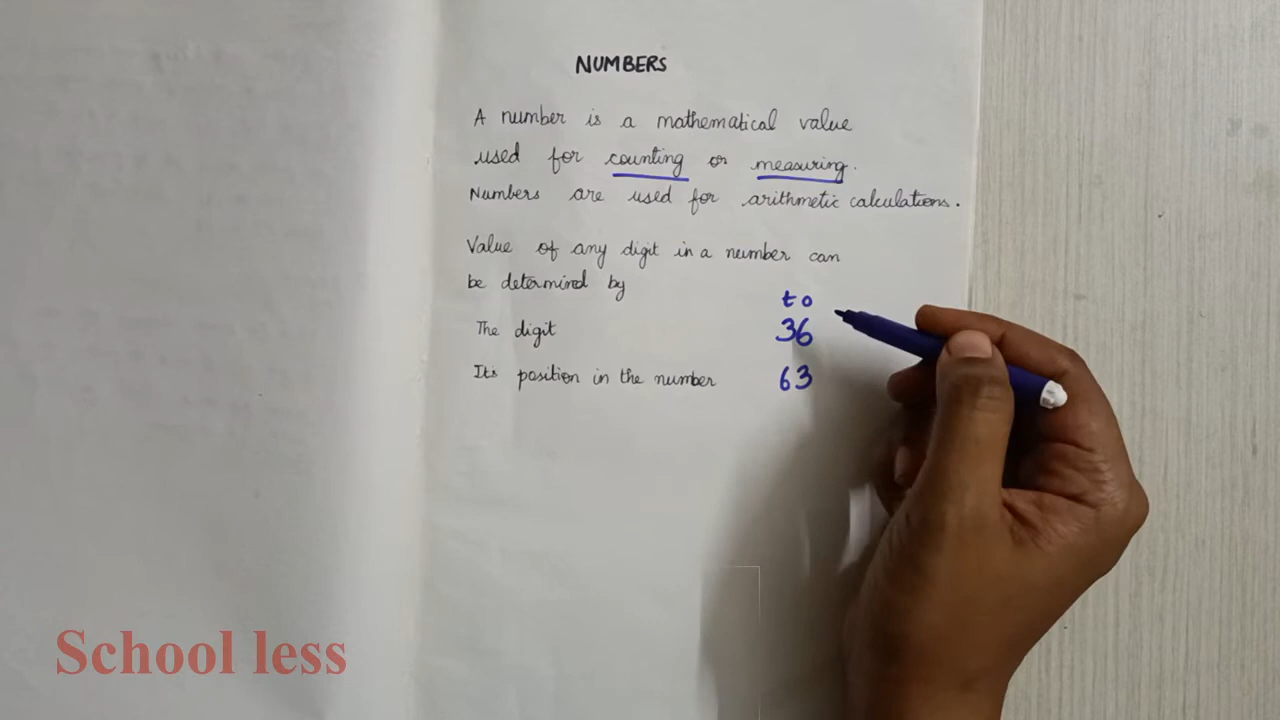 NUMBERS
A number is a mathematical value
used for counting or measuring.
Numbers are used for arithmetic calculations.
Value of any digit in a number can
be determined by
t o
The digit 36
Its position in the number 63
School less